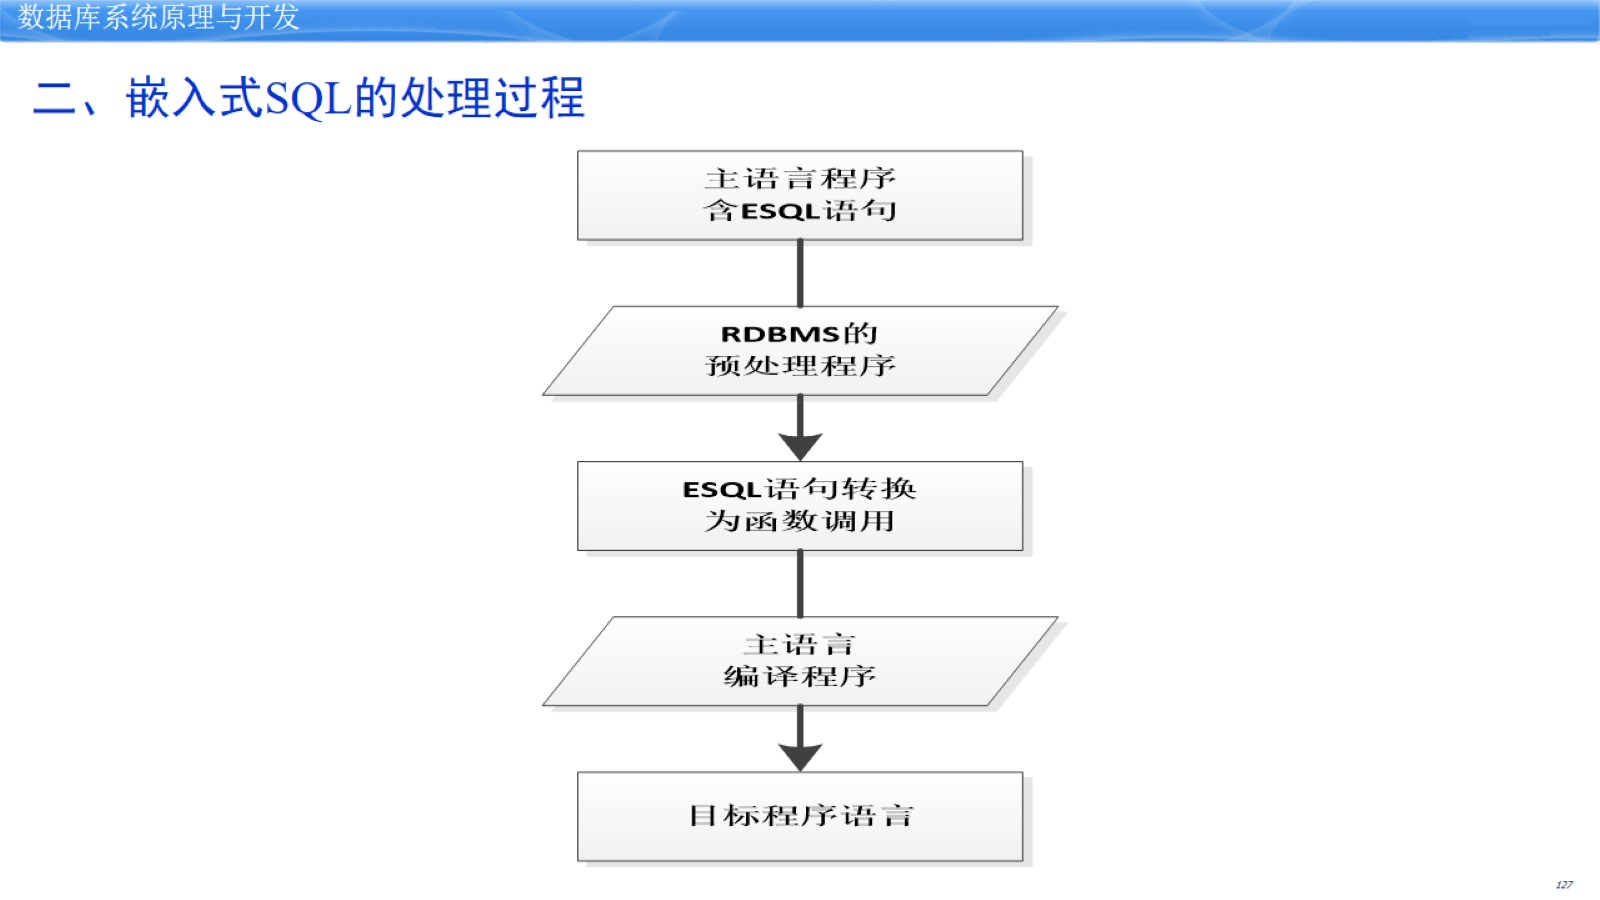 数据库系统原理与开发
二、嵌入式SQL的处理过程
主语言程序
含ESQL语句
RDBMS的
预处理程序
ESQL语句转换
为函数调用
主语言
编译程序
目标程序语言
127